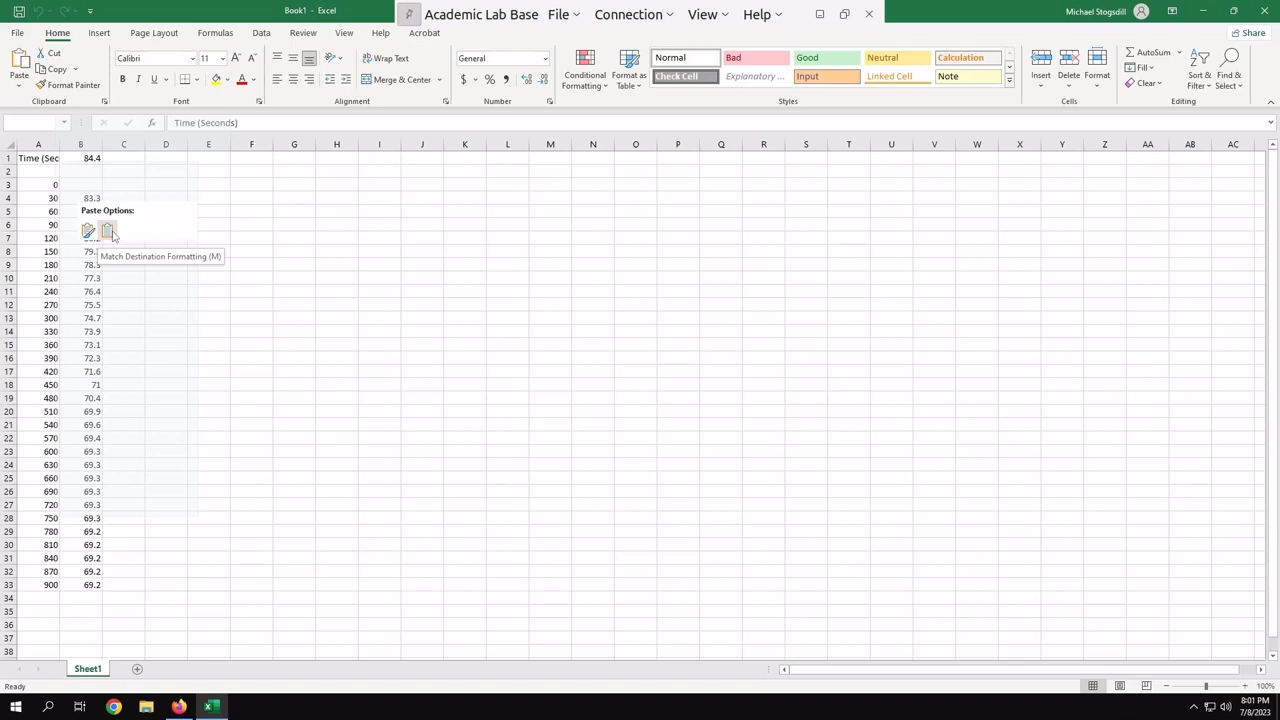 Book1 - Excel
Academic Lab Base File Connection View Help
Michael Stogsdill
File Home Insert Page Layout Formulas Data Review View Help Acrobat
Share
Paste
Cut
Copy
Format Painter
Clipboard
Calibri 11
B I U
Font
Wrap Text
Merge & Center
Alignment
General
$ % ,
Number
Conditional Formatting
Format as Table
Normal Bad Good Neutral Calculation
Check Cell Explanatory ... Input Linked Cell Note
Styles
Insert Delete Format
Cells
AutoSum
Fill
Clear
Sort & Filter
Find & Select
Editing
fx Time (Seconds)
A B C D E F G H I J K L M N O P Q R S T U V W X Y Z AA AB AC
1 Time (Sec 84.4
2
3 0
4 30 83.3
5 60
6 90
7 120
8 150 79.
9 180 78.
10 210 77.3
11 240 76.4
12 270 75.5
13 300 74.7
14 330 73.9
15 360 73.1
16 390 72.3
17 420 71.6
18 450 71
19 480 70.4
20 510 69.9
21 540 69.6
22 570 69.4
23 600 69.3
24 630 69.3
25 660 69.3
26 690 69.3
27 720 69.3
28 750 69.3
29 780 69.2
30 810 69.2
31 840 69.2
32 870 69.2
33 900 69.2
34
35
36
37
38
Paste Options:
Match Destination Formatting (M)
Sheet1
Ready
100%
8:01 PM
7/8/2023